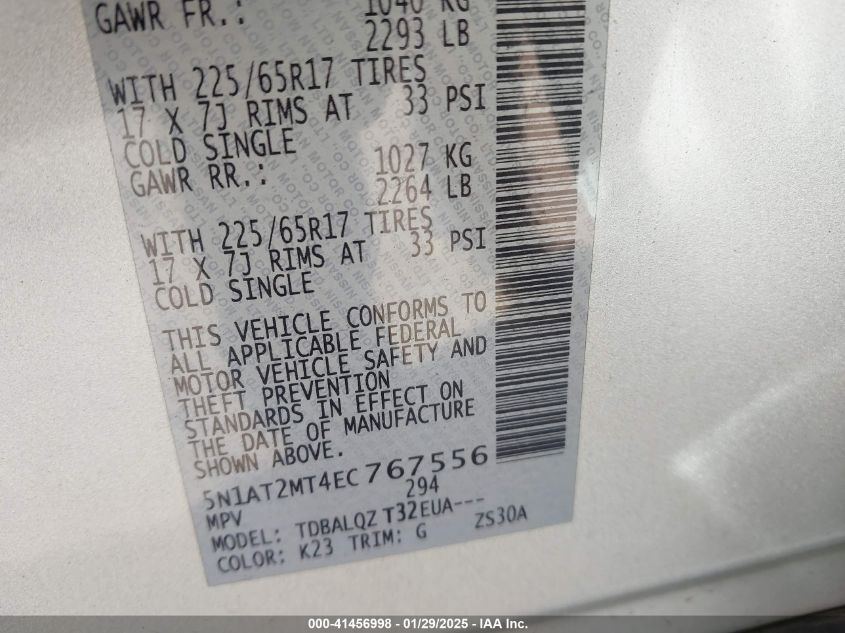 GAWR FR.: 1040 KG
2293 LB
WITH 225/65R17 TIRES
17 X 7J RIMS AT 33 PSI
COLD SINGLE
GAWR RR.: 1027 KG
2264 LB
WITH 225/65R17 TIRES
17 X 7J RIMS AT 33 PSI
COLD SINGLE
THIS VEHICLE CONFORMS TO
ALL APPLICABLE FEDERAL
MOTOR VEHICLE SAFETY AND
THEFT PREVENTION
STANDARDS IN EFFECT ON
THE DATE OF MANUFACTURE
SHOWN ABOVE.
5N1AT2MT4EC767556
MPV 294
MODEL: TDBALQZ T32EUA---
COLOR: K23 TRIM: G ZS30A
000-41456998 - 01/29/2025 - IAA Inc.